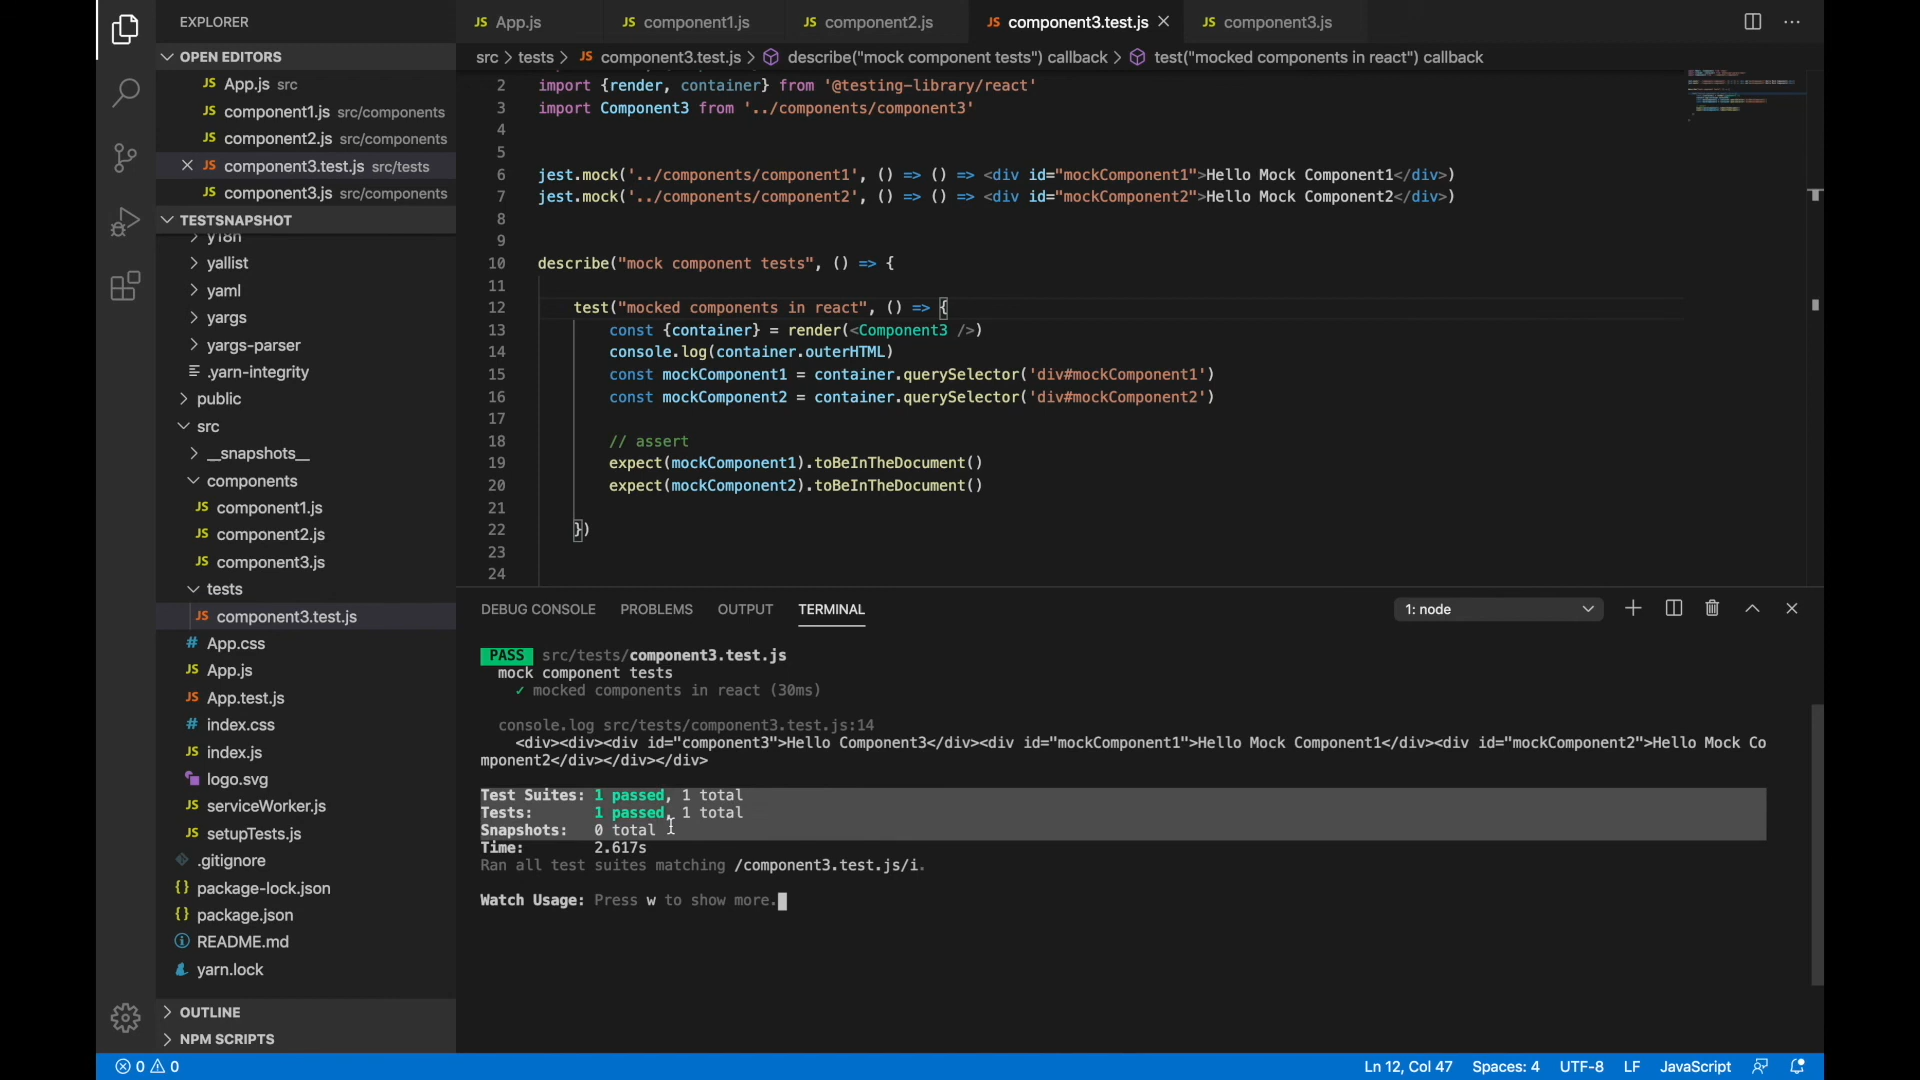 EXPLORER
OPEN EDITORS
JS App.js src
JS component1.js src/components
JS component2.js src/components
JS component3.test.js src/tests
JS component3.js src/components
TESTSNAPSHOT
y18n
yallist
yaml
yargs
yargs-parser
.yarn-integrity
public
src
__snapshots__
components
JS component1.js
JS component2.js
JS component3.js
tests
JS component3.test.js
# App.css
JS App.js
JS App.test.js
# index.css
JS index.js
logo.svg
JS serviceWorker.js
JS setupTests.js
.gitignore
{} package-lock.json
{} package.json
README.md
yarn.lock
OUTLINE
NPM SCRIPTS
JS App.js JS component1.js JS component2.js JS component3.test.js JS component3.js
src > tests > JS component3.test.js > describe("mock component tests") callback > test("mocked components in react") callback
2 import {render, container} from '@testing-library/react'
3 import Component3 from '../components/component3'
4
5
6 jest.mock('../components/component1', () => () => <div id="mockComponent1">Hello Mock Component1</div>)
7 jest.mock('../components/component2', () => () => <div id="mockComponent2">Hello Mock Component2</div>)
8
9
10 describe("mock component tests", () => {
11
12 test("mocked components in react", () => {
13 const {container} = render(<Component3 />)
14 console.log(container.outerHTML)
15 const mockComponent1 = container.querySelector('div#mockComponent1')
16 const mockComponent2 = container.querySelector('div#mockComponent2')
17
18 // assert
19 expect(mockComponent1).toBeInTheDocument()
20 expect(mockComponent2).toBeInTheDocument()
21
22 })
23
24
DEBUG CONSOLE PROBLEMS OUTPUT TERMINAL 1: node
PASS src/tests/component3.test.js
mock component tests
✓ mocked components in react (30ms)
console.log src/tests/component3.test.js:14
<div><div><div id="component3">Hello Component3</div><div id="mockComponent1">Hello Mock Component1</div><div id="mockComponent2">Hello Mock Co
mponent2</div></div></div>
Test Suites: 1 passed, 1 total
Tests: 1 passed, 1 total
Snapshots: 0 total
Time: 2.617s
Ran all test suites matching /component3.test.js/i.
Watch Usage: Press w to show more.
0 0 Ln 12, Col 47 Spaces: 4 UTF-8 LF JavaScript